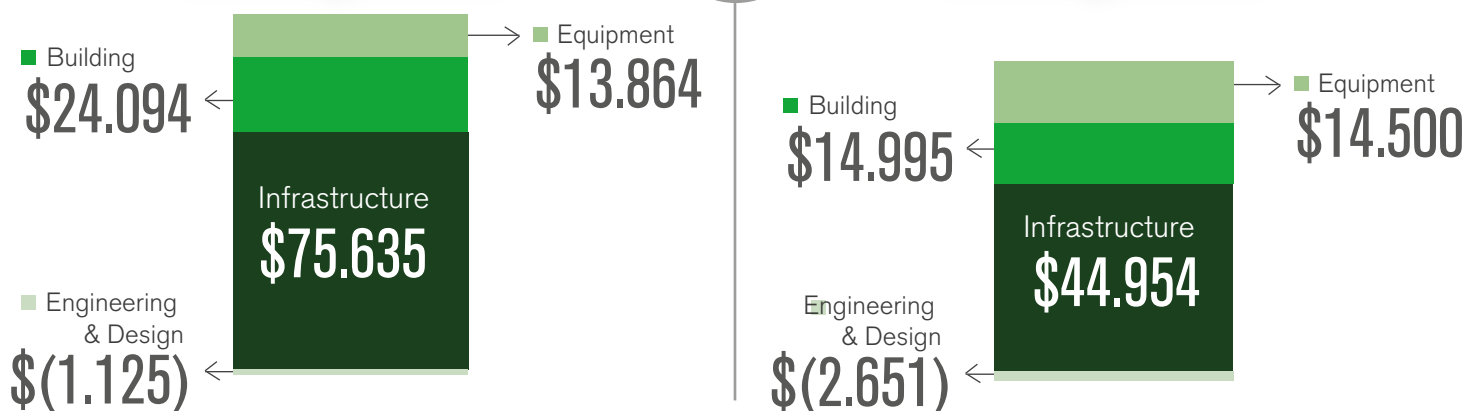 Building
$24.094
Equipment
$13.864
Infrastructure
$75.635
Engineering
& Design
$(1.125)
Building
$14.995
Equipment
$14.500
Infrastructure
$44.954
Engineering
& Design
$(2.651)